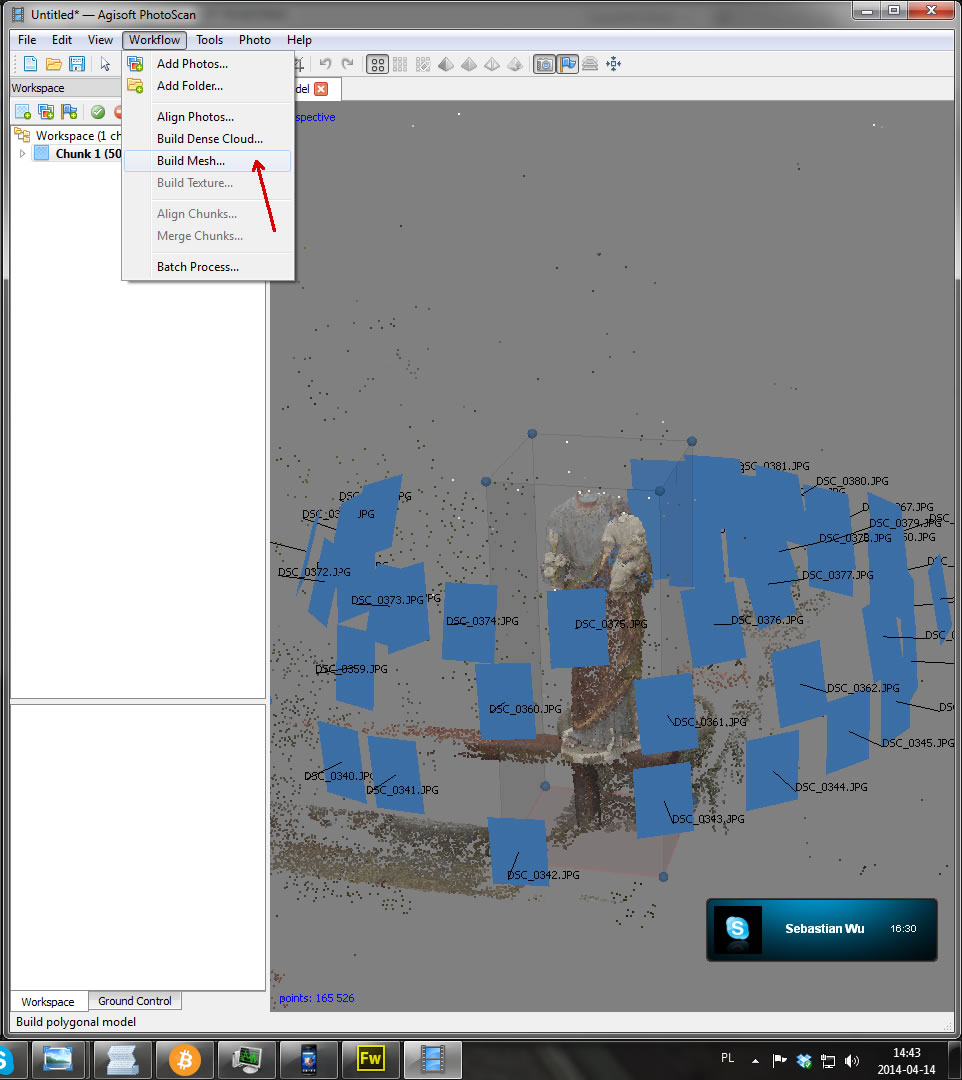 Untitled* — Agisoft PhotoScan
File Edit View Workflow Tools Photo Help
Workspace
Add Photos...
Add Folder...
Align Photos...
Build Dense Cloud...
Build Mesh...
Build Texture...
Align Chunks...
Merge Chunks...
Batch Process...
del
spective
Workspace (1 ch
Chunk 1 (50
DSC_0381.JPG
DSC_0380.JPG
DSC_0379.JPG
DSC_0378.JPG
DSC_0377.JPG
DSC_0372.JPG
DSC_0373.JPG
DSC_0374.JPG
DSC_0375.JPG
DSC_0376.JPG
DSC_0359.JPG
DSC_0360.JPG
DSC_0361.JPG
DSC_0362.JPG
DSC_0345.JPG
DSC_0340.JPG
DSC_0341.JPG
DSC_0344.JPG
DSC_0343.JPG
DSC_0342.JPG
Sebastian Wu 16:30
points: 165 526
Workspace Ground Control
Build polygonal model
Fw
PL
14:43
2014-04-14